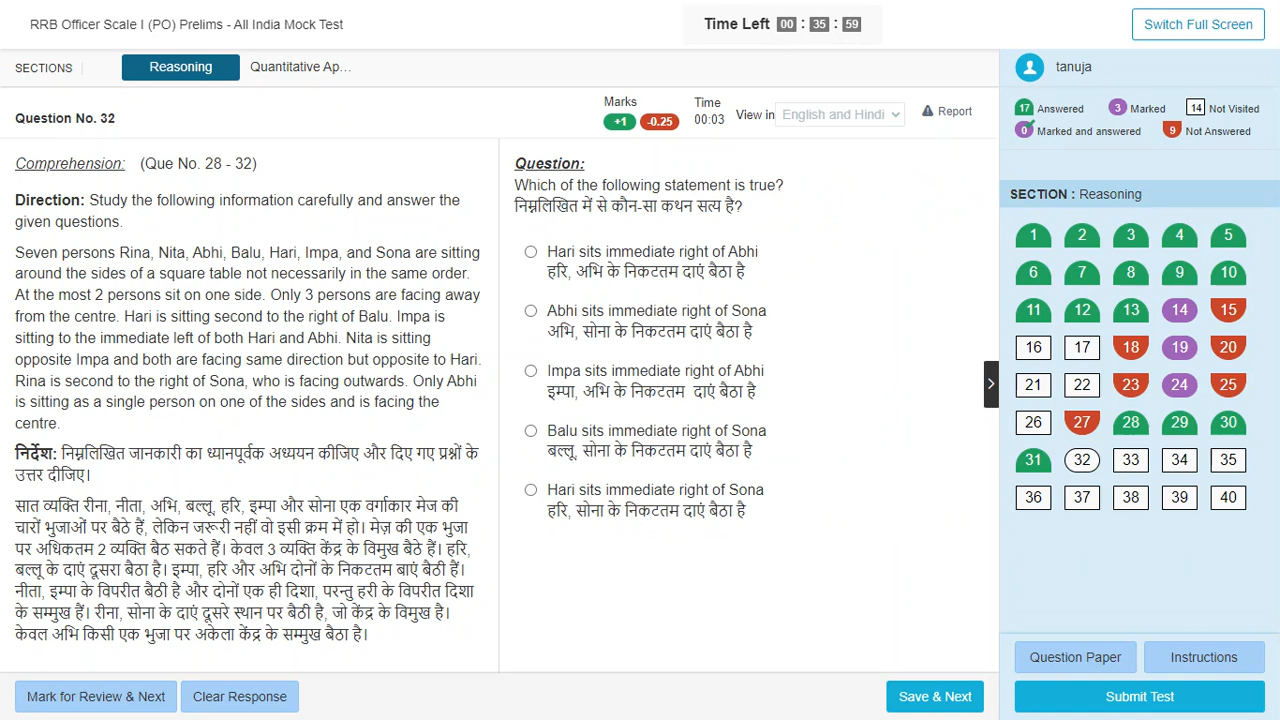 RRB Officer Scale I (PO) Prelims - All India Mock Test
Time Left 00 : 35 : 59
Switch Full Screen
SECTIONS
Reasoning
Quantitative Ap...
tanuja
Question No. 32
Marks
+1 -0.25
Time
00:03
View in English and Hindi
Report
17 Answered
3 Marked
14 Not Visited
0 Marked and answered
9 Not Answered
Comprehension: (Que No. 28 - 32)
Direction: Study the following information carefully and answer the
given questions.
Seven persons Rina, Nita, Abhi, Balu, Hari, Impa, and Sona are sitting
around the sides of a square table not necessarily in the same order.
At the most 2 persons sit on one side. Only 3 persons are facing away
from the centre. Hari is sitting second to the right of Balu. Impa is
sitting to the immediate left of both Hari and Abhi. Nita is sitting
opposite Impa and both are facing same direction but opposite to Hari.
Rina is second to the right of Sona, who is facing outwards. Only Abhi
is sitting as a single person on one of the sides and is facing the
centre.
निर्देश: निम्नलिखित जानकारी का ध्यानपूर्वक अध्ययन कीजिए और दिए गए प्रश्नों के
उत्तर दीजिए।
सात व्यक्ति रीना, नीता, अभि, बल्लू, हरि, इम्पा और सोना एक वर्गाकार मेज की
चारों भुजाओं पर बैठे हैं, लेकिन जरूरी नहीं वो इसी क्रम में हो। मेज़ की एक भुजा
पर अधिकतम 2 व्यक्ति बैठ सकते हैं। केवल 3 व्यक्ति केंद्र के विमुख बैठे हैं। हरि,
बल्लू के दाएं दूसरा बैठा है। इम्पा, हरि और अभि दोनों के निकटतम बाएं बैठी हैं।
नीता, इम्पा के विपरीत बैठी है और दोनों एक ही दिशा, परन्तु हरी के विपरीत दिशा
के सम्मुख हैं। रीना, सोना के दाएं दूसरे स्थान पर बैठी है, जो केंद्र के विमुख है।
केवल अभि किसी एक भुजा पर अकेला केंद्र के सम्मुख बैठा है।
Question:
Which of the following statement is true?
निम्नलिखित में से कौन-सा कथन सत्य है?
Hari sits immediate right of Abhi
हरि, अभि के निकटतम दाएं बैठा है
Abhi sits immediate right of Sona
अभि, सोना के निकटतम दाएं बैठा है
Impa sits immediate right of Abhi
इम्पा, अभि के निकटतम दाएं बैठा है
Balu sits immediate right of Sona
बल्लू, सोना के निकटतम दाएं बैठा है
Hari sits immediate right of Sona
हरि, सोना के निकटतम दाएं बैठा है
SECTION : Reasoning
1 2 3 4 5
6 7 8 9 10
11 12 13 14 15
16 17 18 19 20
21 22 23 24 25
26 27 28 29 30
31 32 33 34 35
36 37 38 39 40
Question Paper
Instructions
Mark for Review & Next
Clear Response
Save & Next
Submit Test